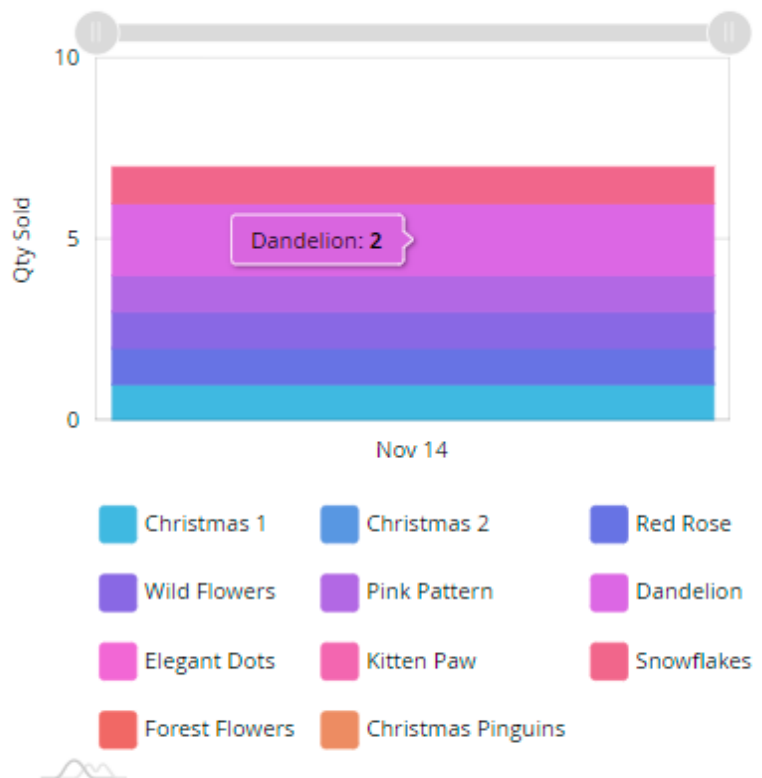 10
Qty Sold
5
Dandelion: 2
0
Nov 14
Christmas 1
Christmas 2
Red Rose
Wild Flowers
Pink Pattern
Dandelion
Elegant Dots
Kitten Paw
Snowflakes
Forest Flowers
Christmas Pinguins